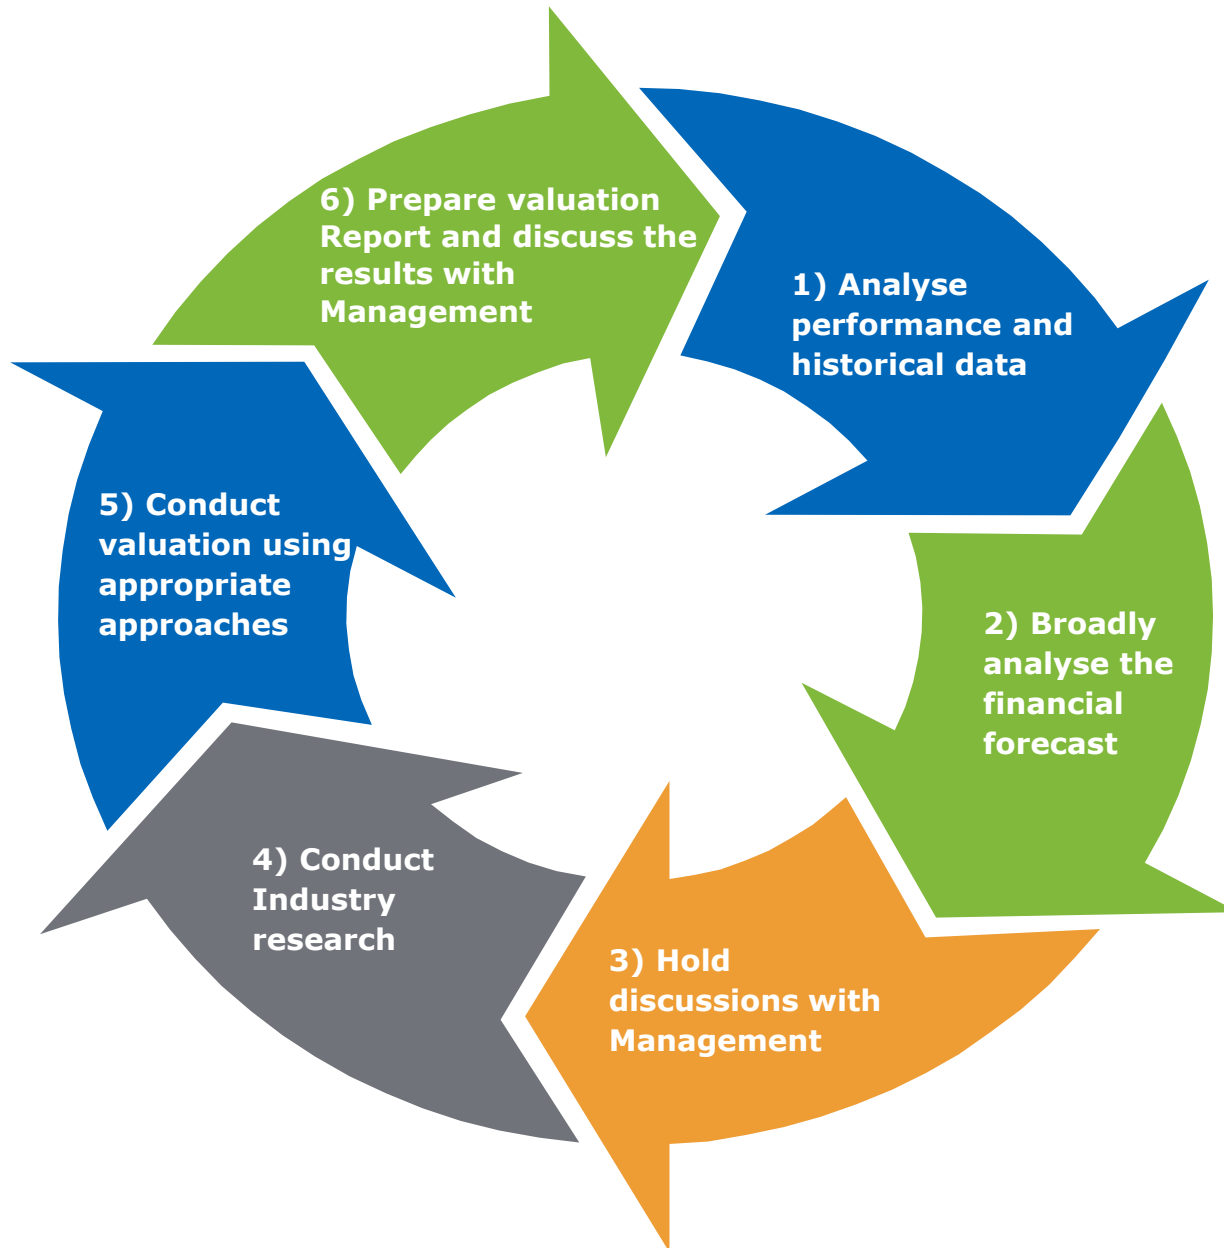 1) Analyse
performance and
historical data
2) Broadly
analyse the
financial
forecast
3) Hold
discussions with
Management
4) Conduct
Industry
research
5) Conduct
valuation using
appropriate
approaches
6) Prepare valuation
Report and discuss the
results with
Management